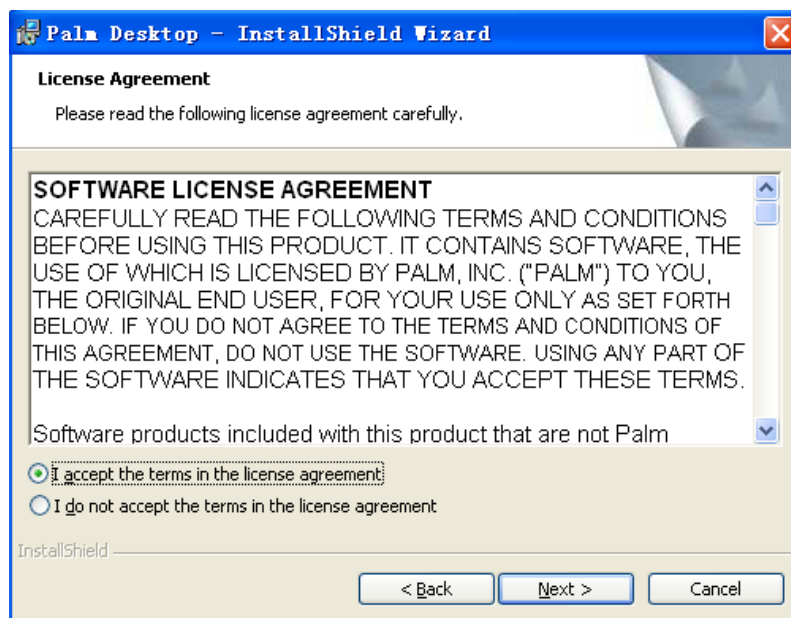 Palm Desktop - InstallShield Wizard
License Agreement
Please read the following license agreement carefully.
SOFTWARE LICENSE AGREEMENT
CAREFULLY READ THE FOLLOWING TERMS AND CONDITIONS
BEFORE USING THIS PRODUCT. IT CONTAINS SOFTWARE, THE
USE OF WHICH IS LICENSED BY PALM, INC. ("PALM") TO YOU,
THE ORIGINAL END USER, FOR YOUR USE ONLY AS SET FORTH
BELOW. IF YOU DO NOT AGREE TO THE TERMS AND CONDITIONS OF
THIS AGREEMENT, DO NOT USE THE SOFTWARE. USING ANY PART OF
THE SOFTWARE INDICATES THAT YOU ACCEPT THESE TERMS.
Software products included with this product that are not Palm
I accept the terms in the license agreement
I do not accept the terms in the license agreement
InstallShield
< Back
Next >
Cancel